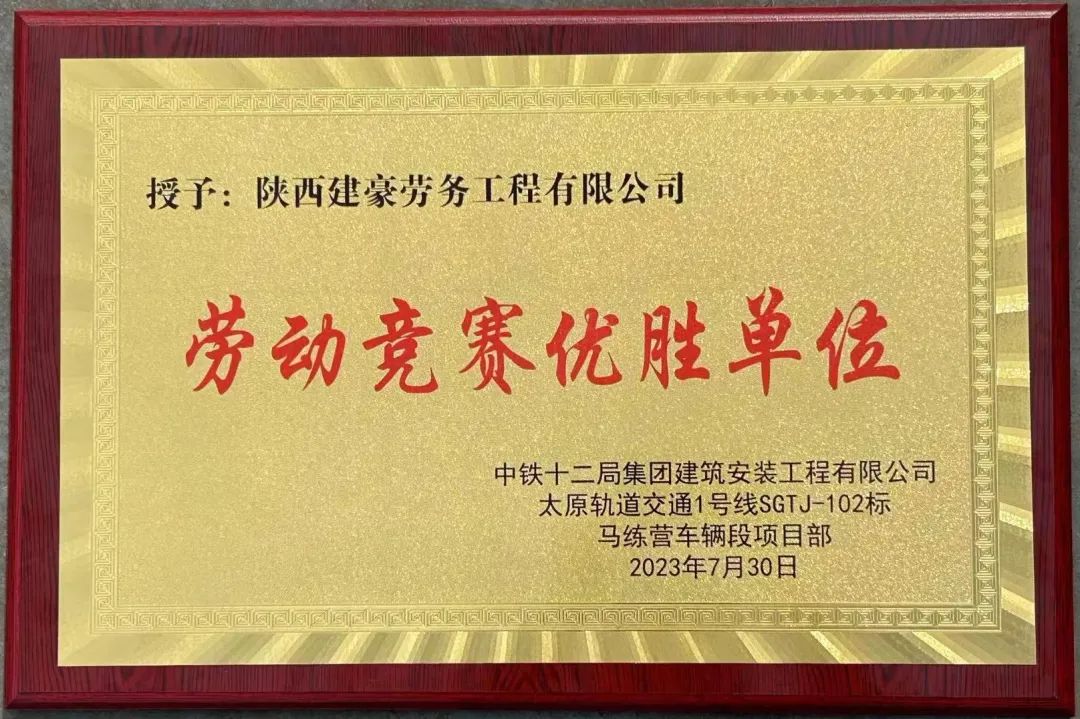 授予：陕西建豪劳务工程有限公司
劳动竞赛优胜单位
中铁十二局集团建筑安装工程有限公司
太原轨道交通1号线SGTJ-102标
马练营车辆段项目部
2023年7月30日